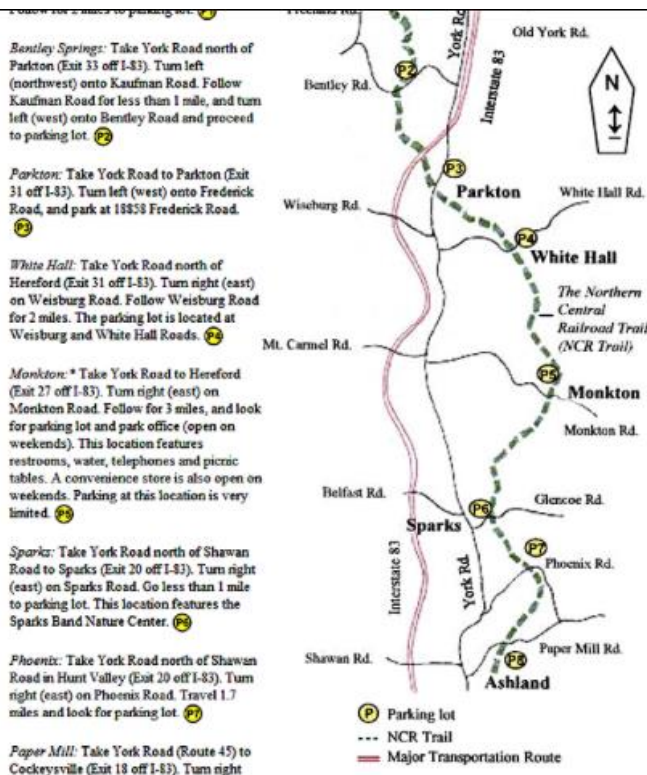 Follow for 2 miles to parking lot. P1
Bentley Springs: Take York Road north of
Parkton (Exit 33 off I-83). Turn left
(northwest) onto Kaufman Road. Follow
Kaufman Road for less than 1 mile, and turn
left (west) onto Bentley Road and proceed
to parking lot. P2
Parkton: Take York Road to Parkton (Exit
31 off I-83). Turn left (west) onto Frederick
Road, and park at 18858 Frederick Road.
P3
White Hall: Take York Road north of
Hereford (Exit 31 off I-83). Turn right (east)
on Weisburg Road. Follow Weisburg Road
for 2 miles. The parking lot is located at
Weisburg and White Hall Roads. P4
Monkton: * Take York Road to Hereford
(Exit 27 off I-83). Turn right (east) on
Monkton Road. Follow for 3 miles, and look
for parking lot and park office (open on
weekends). This location features
restrooms, water, telephones and picnic
tables. A convenience store is also open on
weekends. Parking at this location is very
limited. P5
Sparks: Take York Road north of Shawan
Road to Sparks (Exit 20 off I-83). Turn right
(east) on Sparks Road. Go less than 1 mile
to parking lot. This location features the
Sparks Band Nature Center. P6
Phoenix: Take York Road north of Shawan
Road in Hunt Valley (Exit 20 off I-83). Turn
right (east) on Phoenix Road. Travel 1.7
miles and look for parking lot. P7
Paper Mill: Take York Road (Route 45) to
Cockeysville (Exit 18 off I-83). Turn right
Freeland Rd.
York Rd.
Old York Rd.
Interstate 83
N
P2
Bentley Rd.
P3
Parkton
White Hall Rd.
Wiseburg Rd.
P4
White Hall
The Northern
Central
Railroad Trail
(NCR Trail)
Mt. Carmel Rd.
P5
Monkton
Monkton Rd.
Belfast Rd.
P6
Glencoe Rd.
Sparks
P7
Phoenix Rd.
Interstate 83
York Rd.
Paper Mill Rd.
Shawan Rd.
P8
Ashland
P Parking lot
NCR Trail
Major Transportation Route